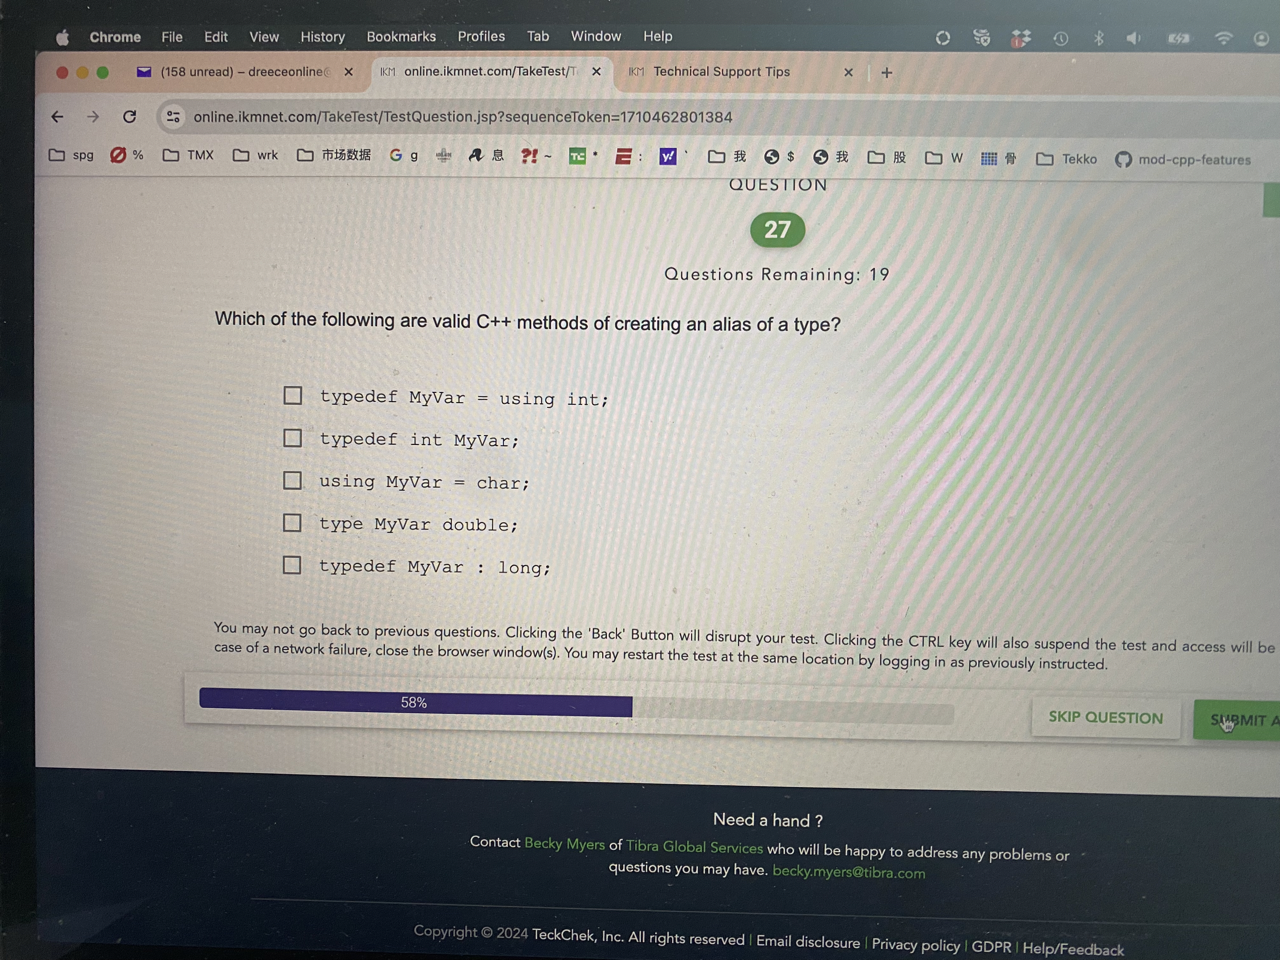 Chrome File Edit View History Bookmarks Profiles Tab Window Help
(158 unread) – dreeceonline
IKM online.ikmnet.com/TakeTest/T
IKM Technical Support Tips
online.ikmnet.com/TakeTest/TestQuestion.jsp?sequenceToken=1710462801384
spg % TMX wrk 市场数据 G g 息 ?! ~ TC : y! 我 $ 我 股 W 骨 Tekko mod-cpp-features
QUESTION
27
Questions Remaining: 19
Which of the following are valid C++ methods of creating an alias of a type?
typedef MyVar = using int;
typedef int MyVar;
using MyVar = char;
type MyVar double;
typedef MyVar : long;
You may not go back to previous questions. Clicking the 'Back' Button will disrupt your test. Clicking the CTRL key will also suspend the test and access will be
case of a network failure, close the browser window(s). You may restart the test at the same location by logging in as previously instructed.
58%
SKIP QUESTION
SUBMIT A
Need a hand ?
Contact Becky Myers of Tibra Global Services who will be happy to address any problems or
questions you may have. becky.myers@tibra.com
Copyright © 2024 TeckChek, Inc. All rights reserved | Email disclosure | Privacy policy | GDPR | Help/Feedback